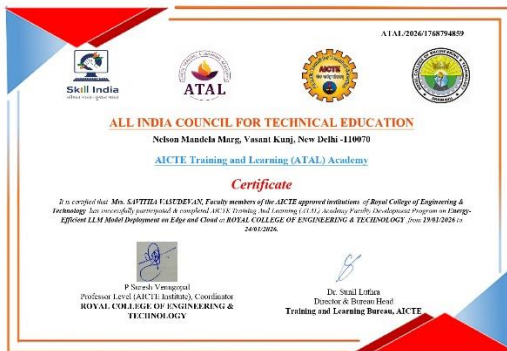 ATAL/2026/1768794859
Skill India
कौशल भारत - कुशल भारत
ATAL
AICTE
ALL INDIA COUNCIL FOR TECHNICAL EDUCATION
Nelson Mandela Marg, Vasant Kunj, New Delhi -110070
AICTE Training and Learning (ATAL) Academy
Certificate
It is certified that Mrs. SAVITHA VASUDEVAN, Faculty members of the AICTE approved institutions of Royal College of Engineering &
Technology has successfully participated & completed AICTE Training And Learning (ATAL) Academy Faculty Development Program on Energy-
Efficient LLM Model Deployment on Edge and Cloud at ROYAL COLLEGE OF ENGINEERING & TECHNOLOGY from 19/01/2026 to
24/01/2026.
P Suresh Venugopal
Professor Level (AICTE Institute), Coordinator
ROYAL COLLEGE OF ENGINEERING &
TECHNOLOGY
Dr. Sunil Luthra
Director & Bureau Head
Training and Learning Bureau, AICTE